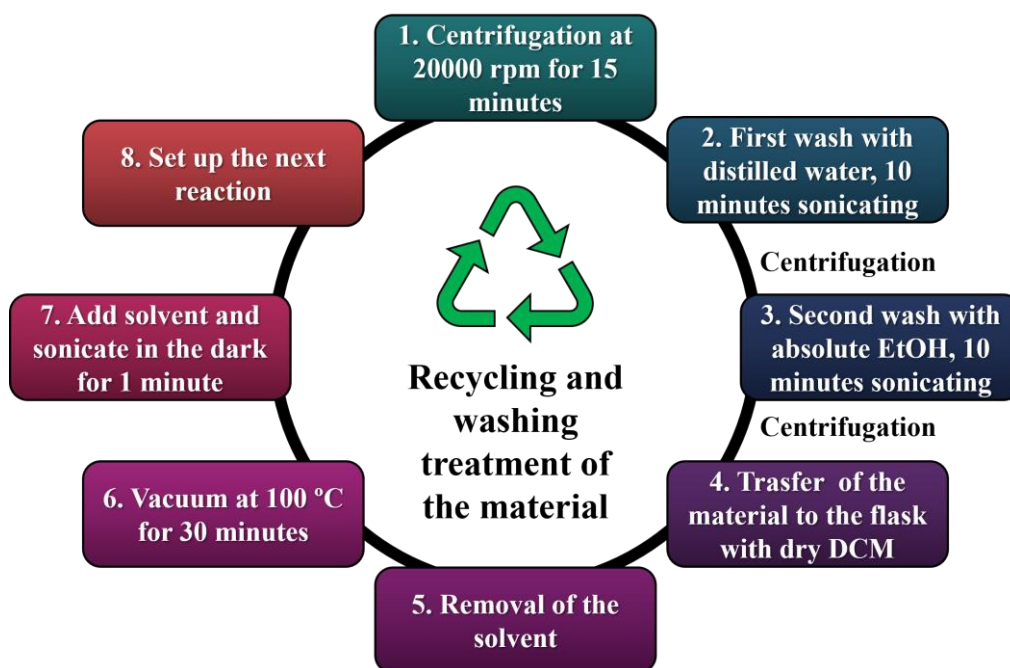 1. Centrifugation at
20000 rpm for 15
minutes
2. First wash with
distilled water, 10
minutes sonicating
Centrifugation
3. Second wash with
absolute EtOH, 10
minutes sonicating
Centrifugation
4. Trasfer of the
material to the flask
with dry DCM
5. Removal of the
solvent
6. Vacuum at 100 ºC
for 30 minutes
7. Add solvent and
sonicate in the dark
for 1 minute
8. Set up the next
reaction
Recycling and
washing
treatment of
the material